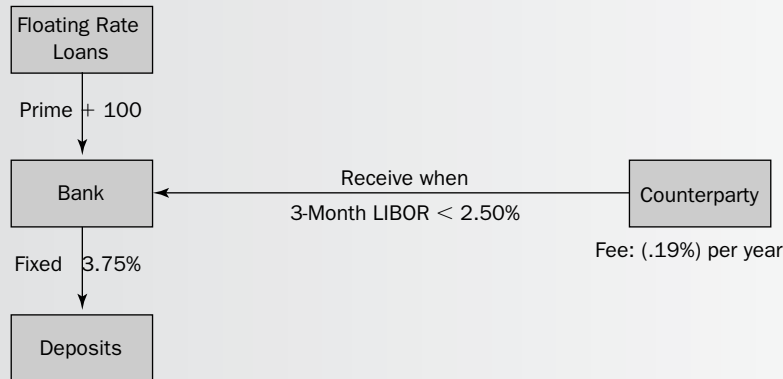 Floating Rate
Loans
Prime + 100
Bank
Receive when
3-Month LIBOR < 2.50%
Counterparty
Fee: (.19%) per year
Fixed 3.75%
Deposits